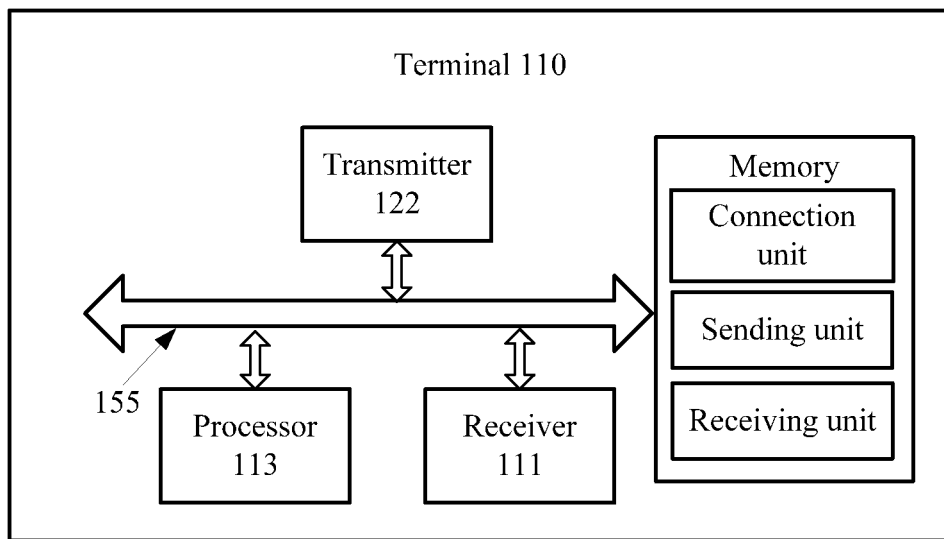 Terminal 110
Transmitter
122
Memory
Connection
unit
Sending unit
Receiving unit
155
Processor
113
Receiver
111